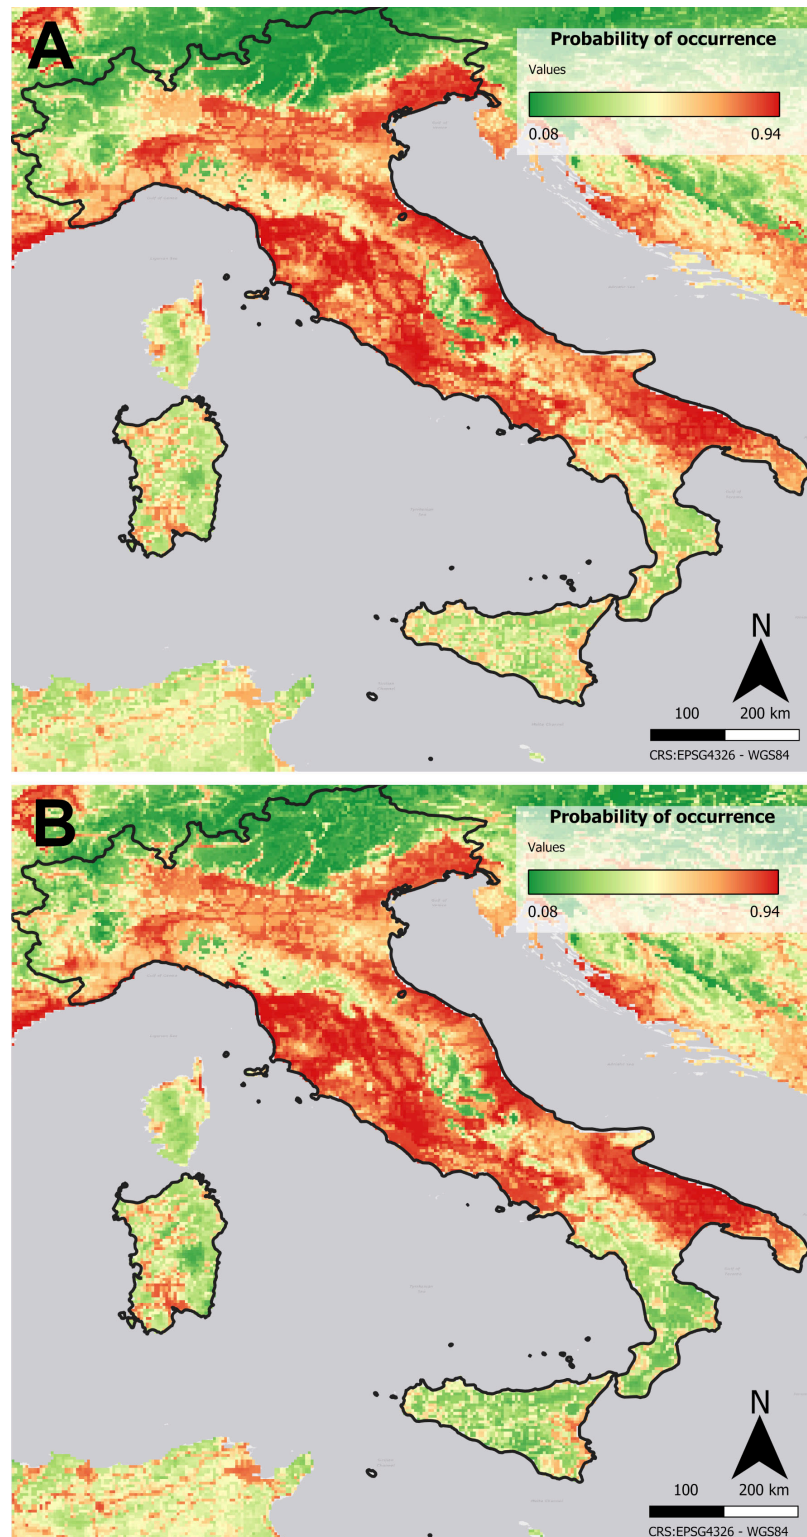 A
Probability of occurrence
Values
0.08 0.94
N
100 200 km
CRS:EPSG4326 - WGS84
B
Probability of occurrence
Values
0.08 0.94
N
100 200 km
CRS:EPSG4326 - WGS84